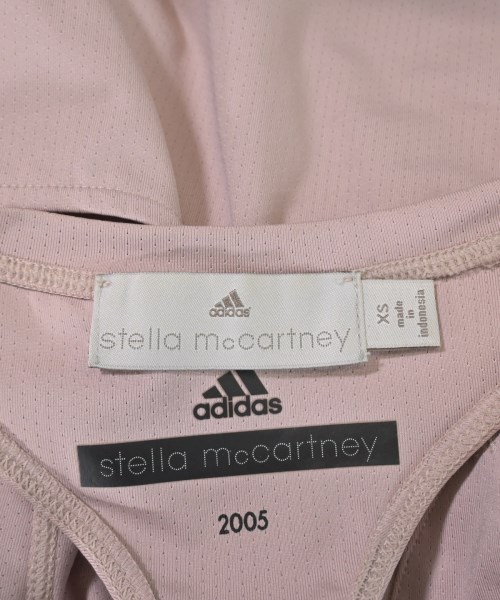 adidas
stella mccartney
XS
made
in
indonesia
adidas
stella mccartney
2005